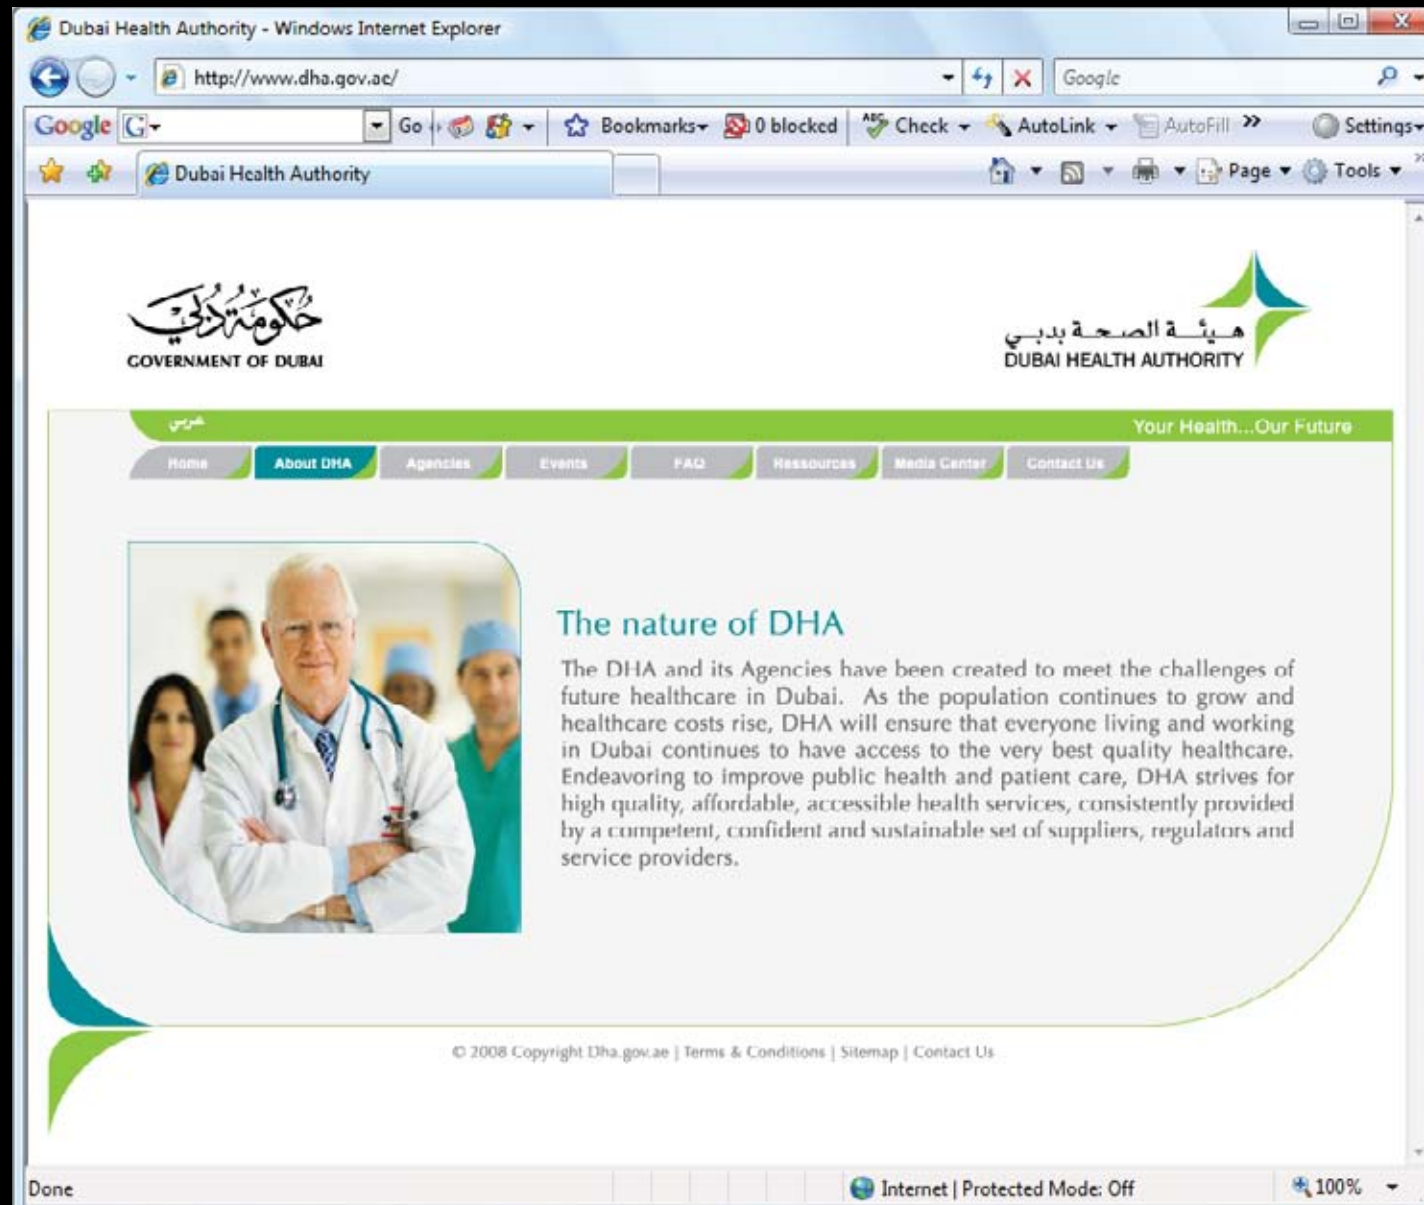 Dubai Health Authority - Windows Internet Explorer
http://www.dha.gov.ae/
Google
Google G Go Bookmarks 0 blocked ABC Check AutoLink AutoFill Settings
Dubai Health Authority
Page Tools
حكومة دبي
GOVERNMENT OF DUBAI
هيئة الصحة بدبي
DUBAI HEALTH AUTHORITY
عربي
Your Health...Our Future
Home About DHA Agencies Events FAQ Ressources Media Center Contact Us
The nature of DHA
The DHA and its Agencies have been created to meet the challenges of
future healthcare in Dubai. As the population continues to grow and
healthcare costs rise, DHA will ensure that everyone living and working
in Dubai continues to have access to the very best quality healthcare.
Endeavoring to improve public health and patient care, DHA strives for
high quality, affordable, accessible health services, consistently provided
by a competent, confident and sustainable set of suppliers, regulators and
service providers.
© 2008 Copyright Dha.gov.ae | Terms & Conditions | Sitemap | Contact Us
Done
Internet | Protected Mode: Off
100%